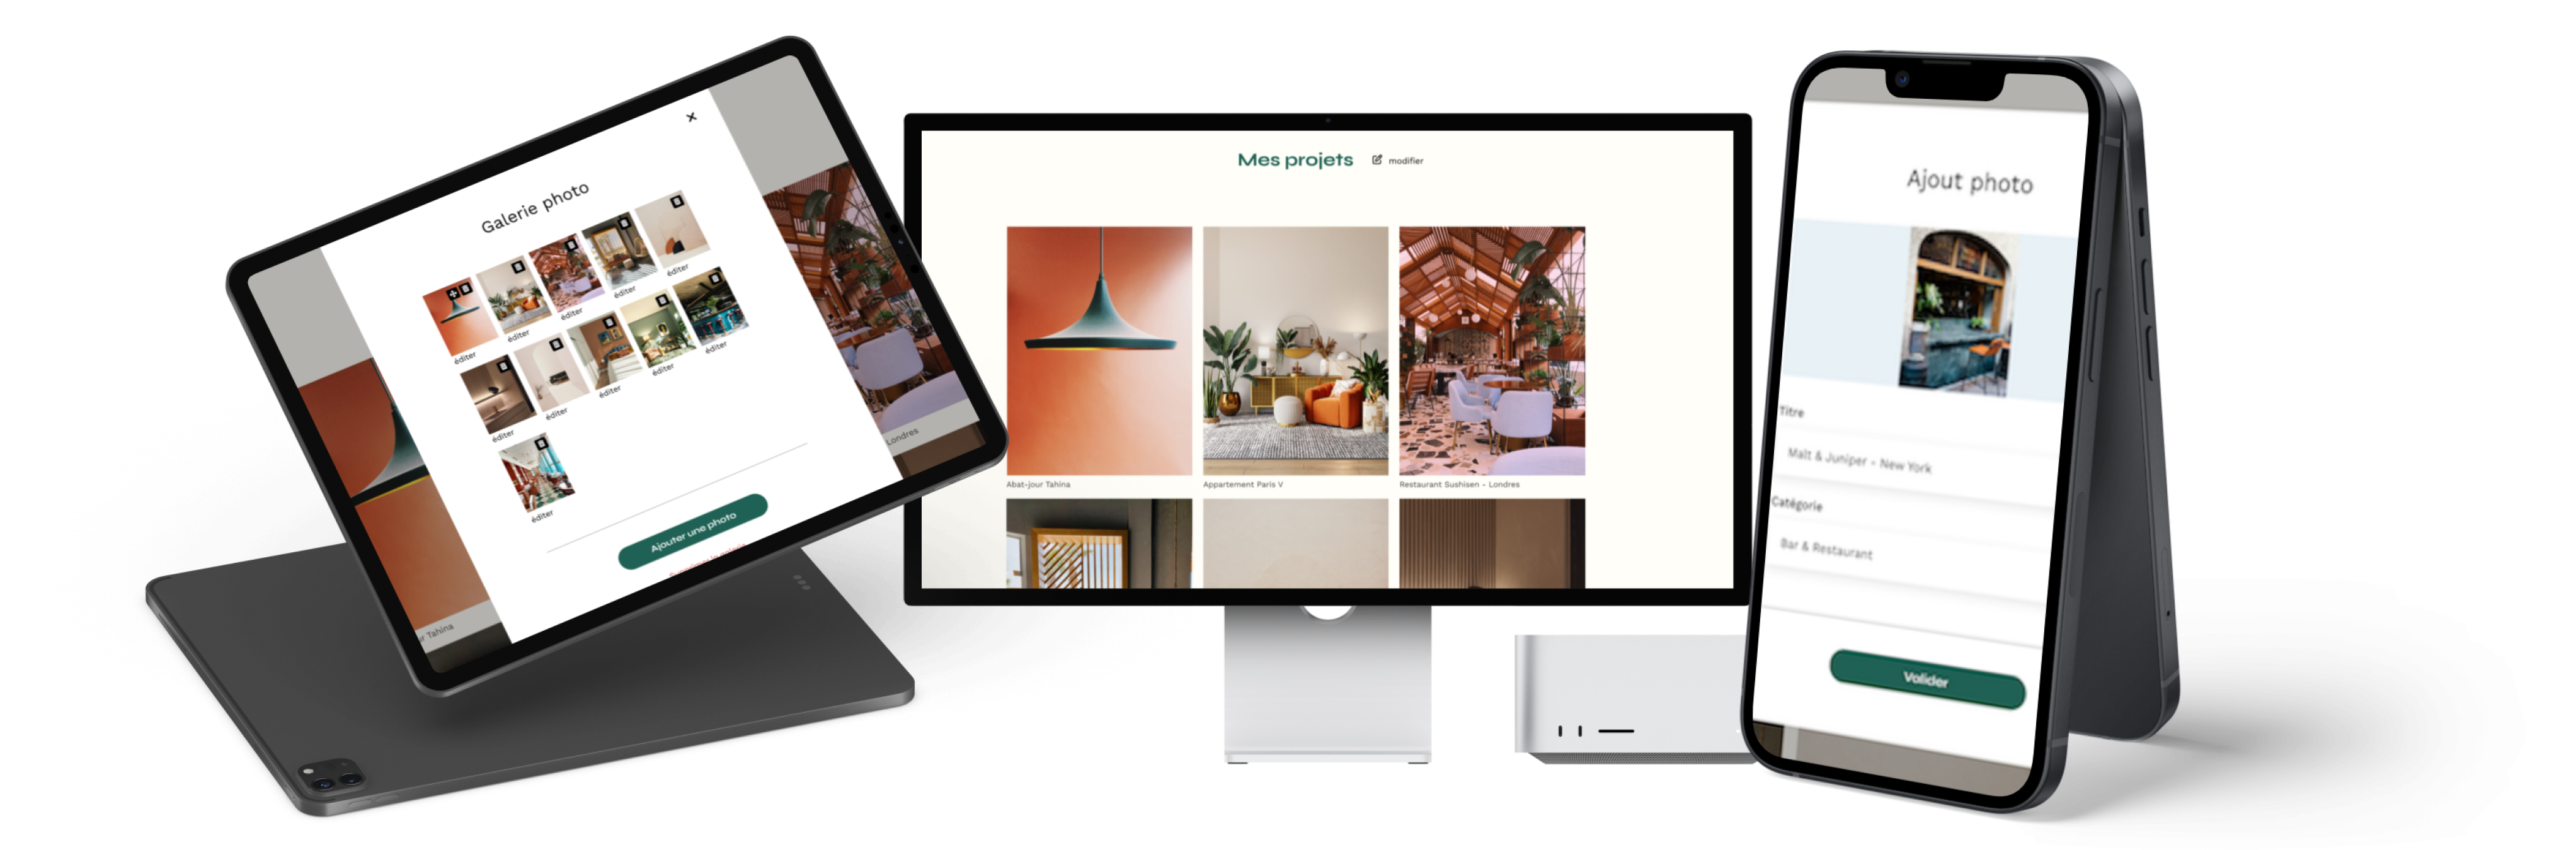 Galerie photo
éditer
éditer
éditer
éditer
éditer
éditer
éditer
éditer
éditer
éditer
éditer
Ajouter une photo
Londres
ur Tahina
Mes projets modifier
Abat-jour Tahina
Appartement Paris V
Restaurant Sushisen - Londres
Ajout photo
Titre
Malt & Juniper - New York
Catégorie
Bar & Restaurant
Valider